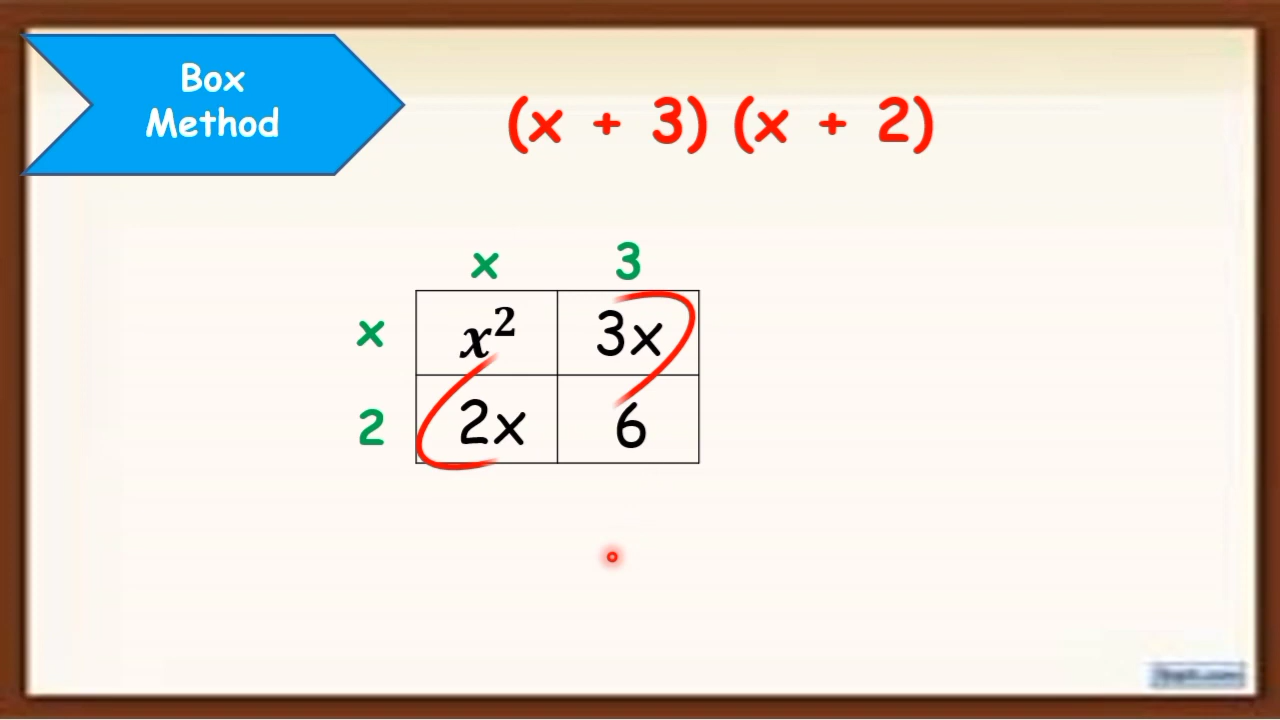 Box
Method
(x + 3) (x + 2)
x 3
x x² 3x
2 2x 6